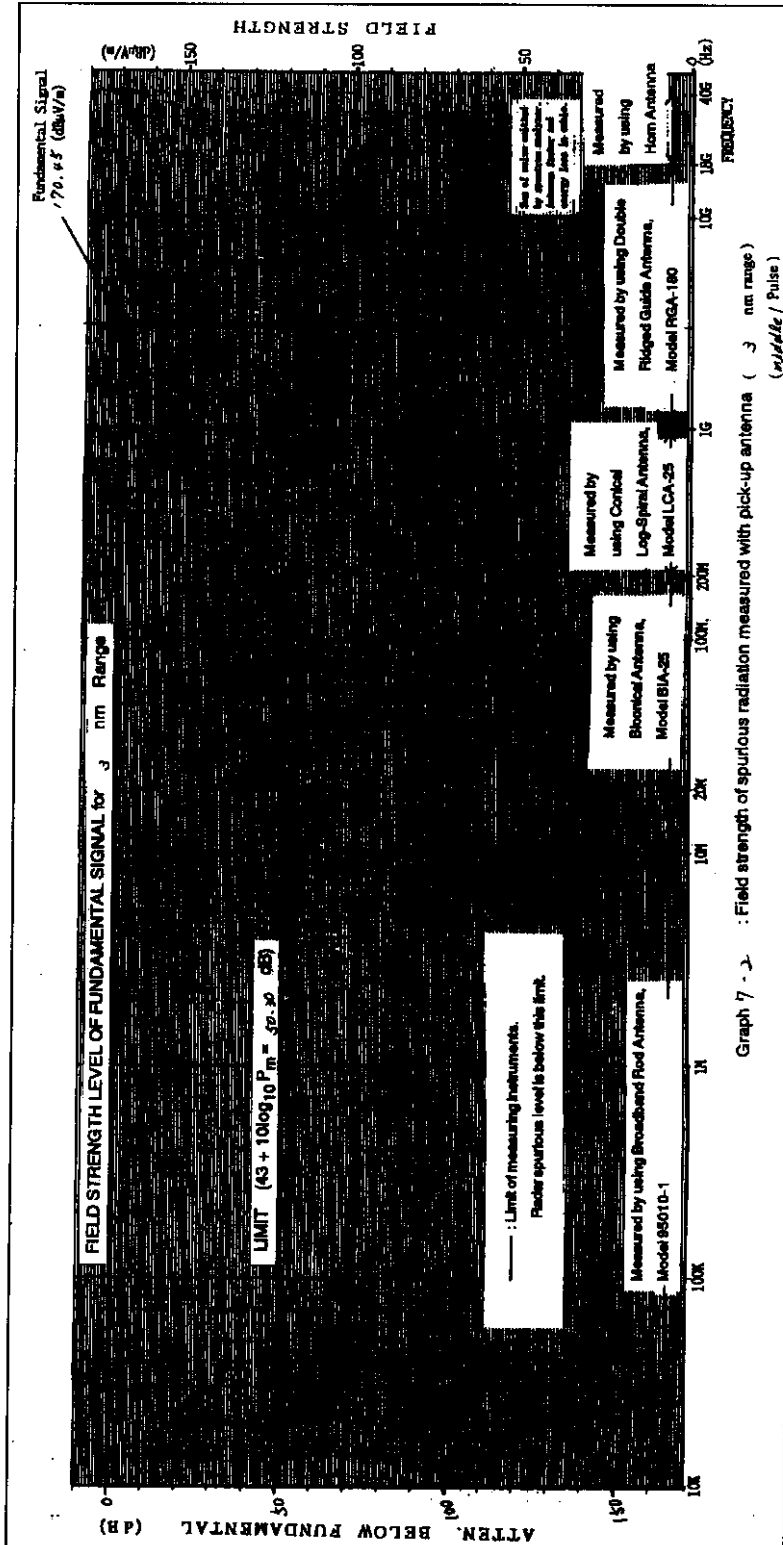 Fundamental Signal
170.45 (dBµV/m)
FIELD STRENGTH LEVEL OF FUNDAMENTAL SIGNAL for 3 nm Range
LIMIT (43 + 10log10 Pm = 50.30 dB)
: Limit of measuring instruments.
Radar spurious level is below this limit.
Measured by using Broadband Rod Antenna,
Model 95010-1
Measured by using
Biconical Antenna,
Model BIA-25
Measured by
using Conical
Log-Spiral Antenna,
Model LCA-25
Measured by using Double
Ridged Guide Antenna,
Model RGA-180
Measured
by using
Horn Antenna
ATTEN. BELOW FUNDAMENTAL (dB)
0
50
100
150
FIELD STRENGTH (dBµV/m)
150
100
50
0
10K
100K
1M
10M
20M
100M
200M
1G
10G
18G
40G
(Hz)
FREQUENCY
Graph 7-2 : Field strength of spurious radiation measured with pick-up antenna ( 3 nm range)
(middle / Pulse)